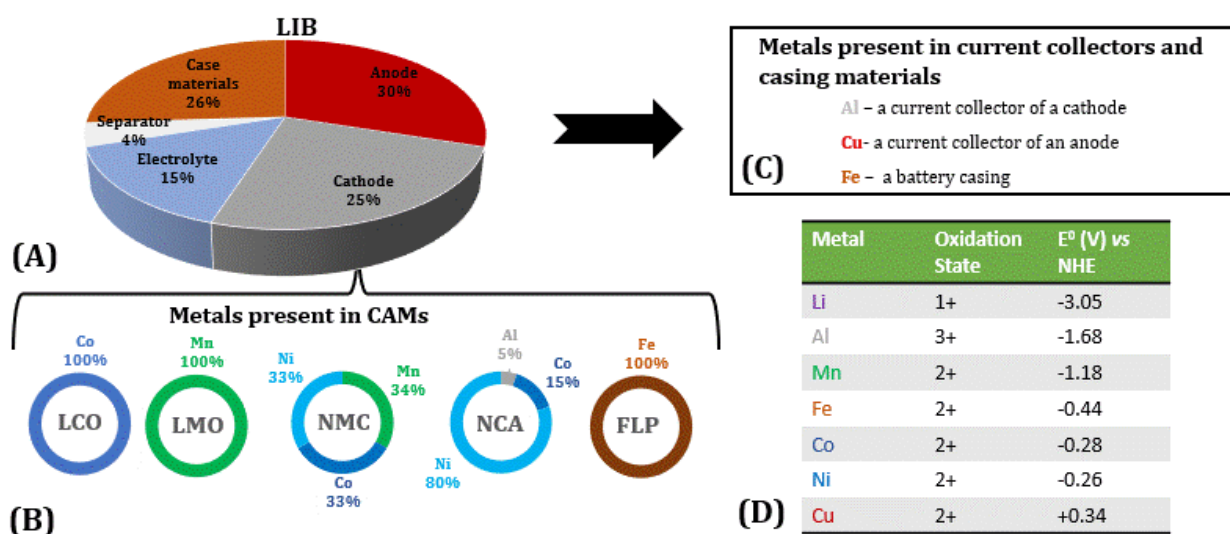 LIB
Case
materials
26%
Anode
30%
Separator
4%
Electrolyte
15%
Cathode
25%
(A)
Metals present in current collectors and
casing materials
Al – a current collector of a cathode
Cu- a current collector of an anode
Fe – a battery casing
(C)
Metals present in CAMs
Co
100%
LCO
Mn
100%
LMO
Ni
33%
Mn
34%
NMC
Co
33%
Al
5%
Co
15%
NCA
Ni
80%
Fe
100%
FLP
(B)
Metal Oxidation State E⁰ (V) vs NHE
Li 1+ -3.05
Al 3+ -1.68
Mn 2+ -1.18
Fe 2+ -0.44
Co 2+ -0.28
Ni 2+ -0.26
Cu 2+ +0.34
(D)